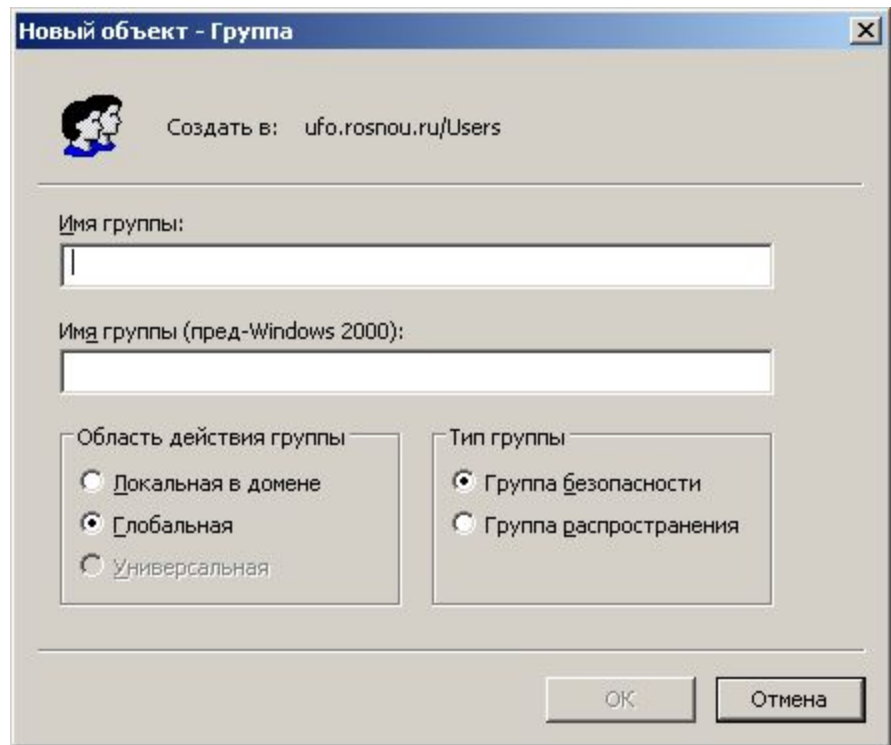 Новый объект - Группа
Создать в: ufo.rosnou.ru/Users
Имя группы:
Имя группы (пред-Windows 2000):
Область действия группы
Локальная в домене
Глобальная
Универсальная
Тип группы
Группа безопасности
Группа распространения
OK
Отмена